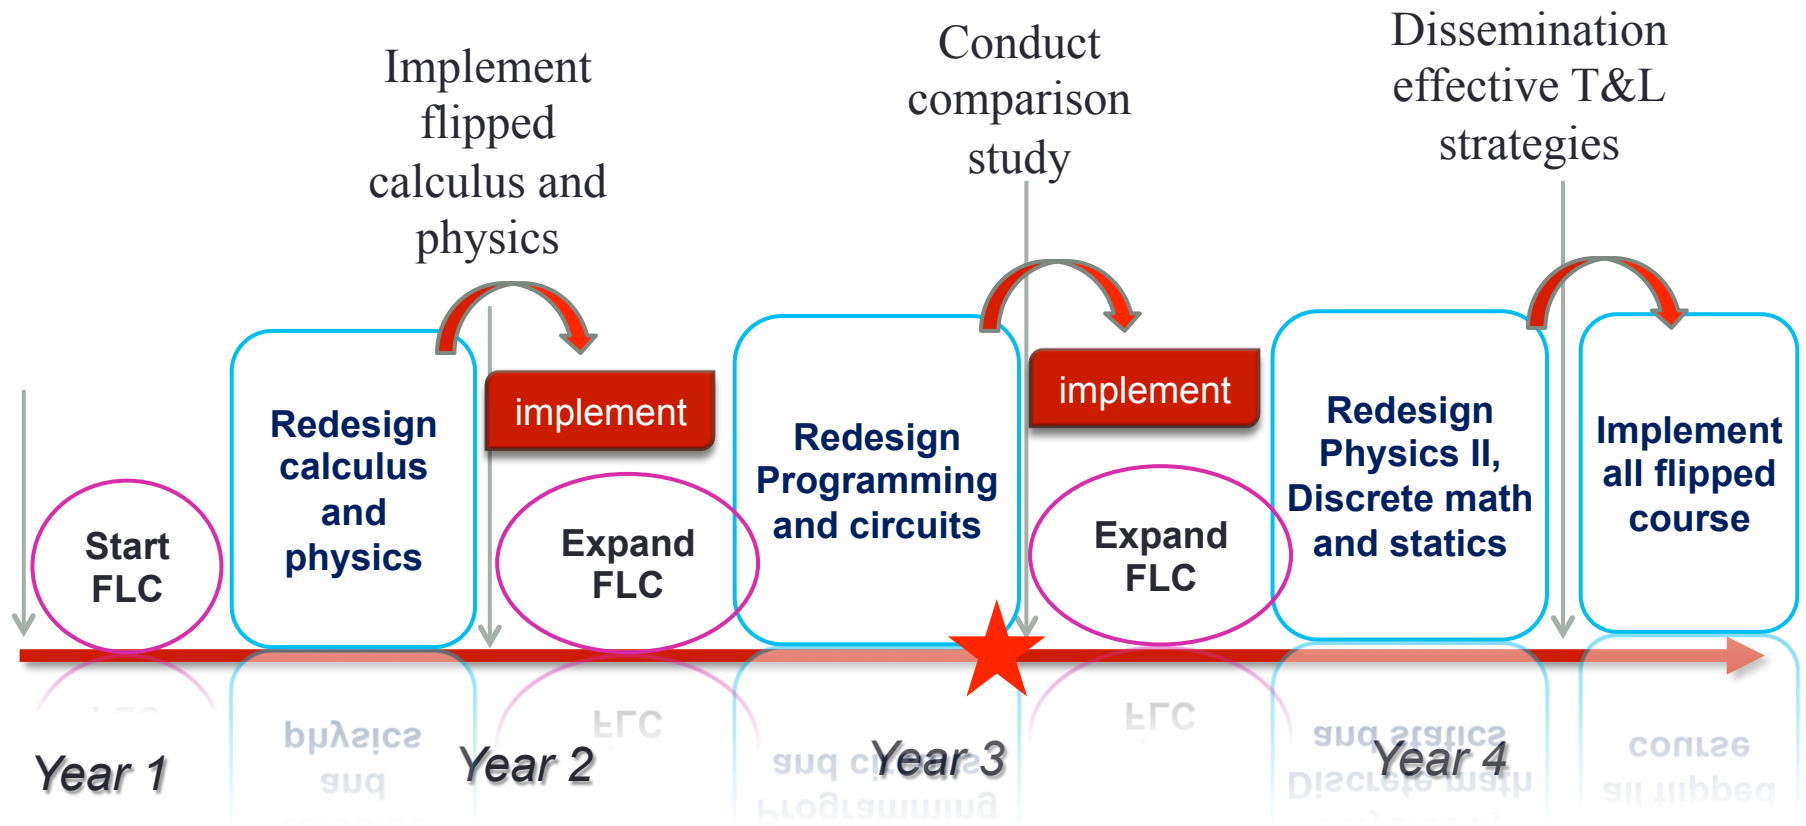 Implement
flipped
calculus and
physics
Conduct
comparison
study
Dissemination
effective T&L
strategies
Start
FLC
Redesign
calculus
and
physics
implement
Expand
FLC
Redesign
Programming
and circuits
implement
Expand
FLC
Redesign
Physics II,
Discrete math
and statics
Implement
all flipped
course
Year 1
Year 2
Year 3
Year 4